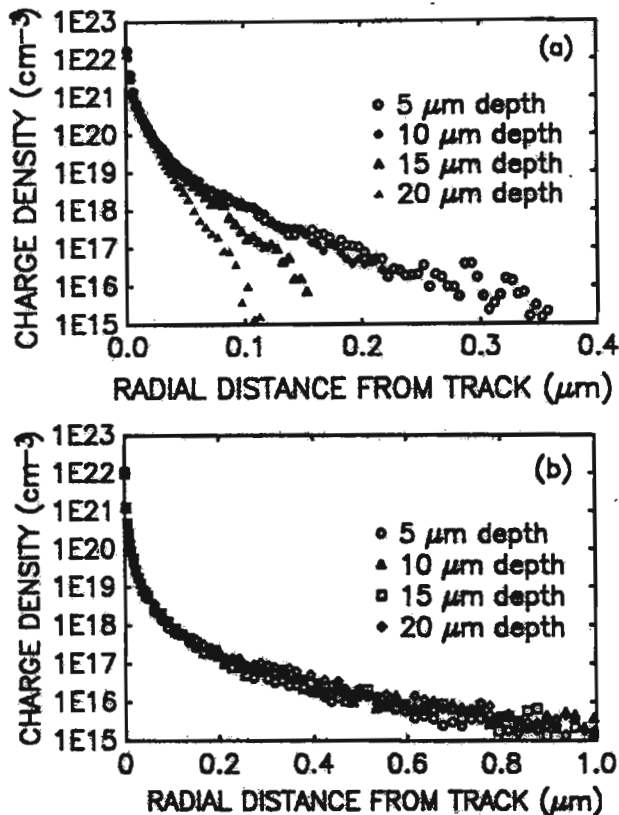 1E23
1E22
1E21
1E20
1E19
1E18
1E17
1E16
1E15
CHARGE DENSITY (cm⁻³)
(a)
5 μm depth
10 μm depth
15 μm depth
20 μm depth
0.0 0.1 0.2 0.3 0.4
RADIAL DISTANCE FROM TRACK (μm)
1E23
1E22
1E21
1E20
1E19
1E18
1E17
1E16
1E15
CHARGE DENSITY (cm⁻³)
(b)
5 μm depth
10 μm depth
15 μm depth
20 μm depth
0 0.2 0.4 0.6 0.8 1.0
RADIAL DISTANCE FROM TRACK (μm)